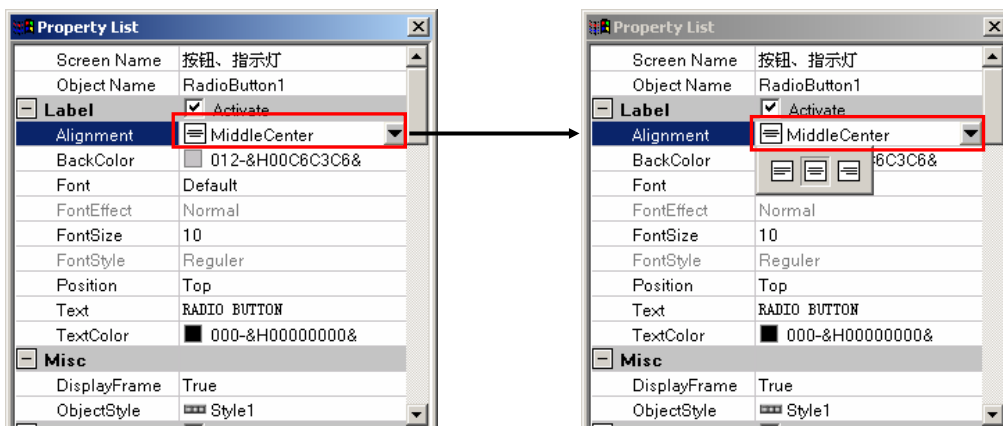 Property List
Screen Name 按钮、指示灯
Object Name RadioButton1
Label Activate
Alignment MiddleCenter
BackColor 012-&H00C6C3C6&
Font Default
FontEffect Normal
FontSize 10
FontStyle Reguler
Position Top
Text RADIO BUTTON
TextColor 000-&H00000000&
Misc
DisplayFrame True
ObjectStyle Style1
Property List
Screen Name 按钮、指示灯
Object Name RadioButton1
Label Activate
Alignment MiddleCenter
BackColor 6C3C6&
Font
FontEffect Normal
FontSize 10
FontStyle Reguler
Position Top
Text RADIO BUTTON
TextColor 000-&H00000000&
Misc
DisplayFrame True
ObjectStyle Style1